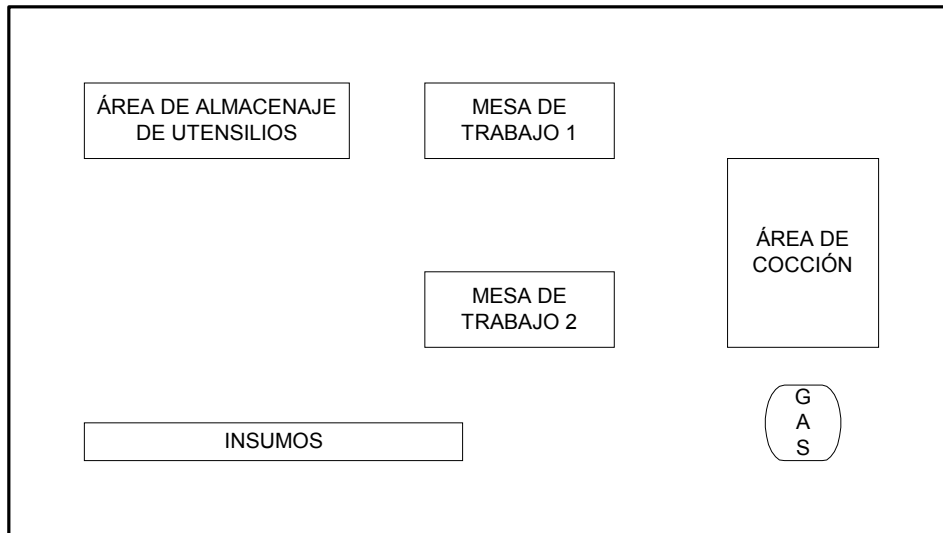 ÁREA DE ALMACENAJE
DE UTENSILIOS
MESA DE
TRABAJO 1
ÁREA DE
COCCIÓN
MESA DE
TRABAJO 2
INSUMOS
G
A
S